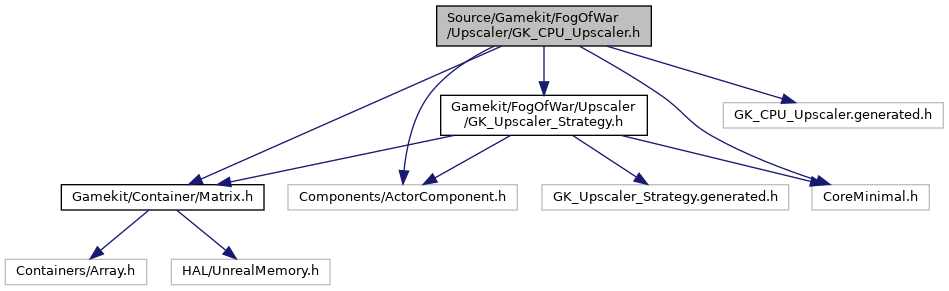 Source/Gamekit/FogOfWar
/Upscaler/GK_CPU_Upscaler.h
Gamekit/FogOfWar/Upscaler
/GK_Upscaler_Strategy.h
GK_CPU_Upscaler.generated.h
Gamekit/Container/Matrix.h
Components/ActorComponent.h
GK_Upscaler_Strategy.generated.h
CoreMinimal.h
Containers/Array.h
HAL/UnrealMemory.h